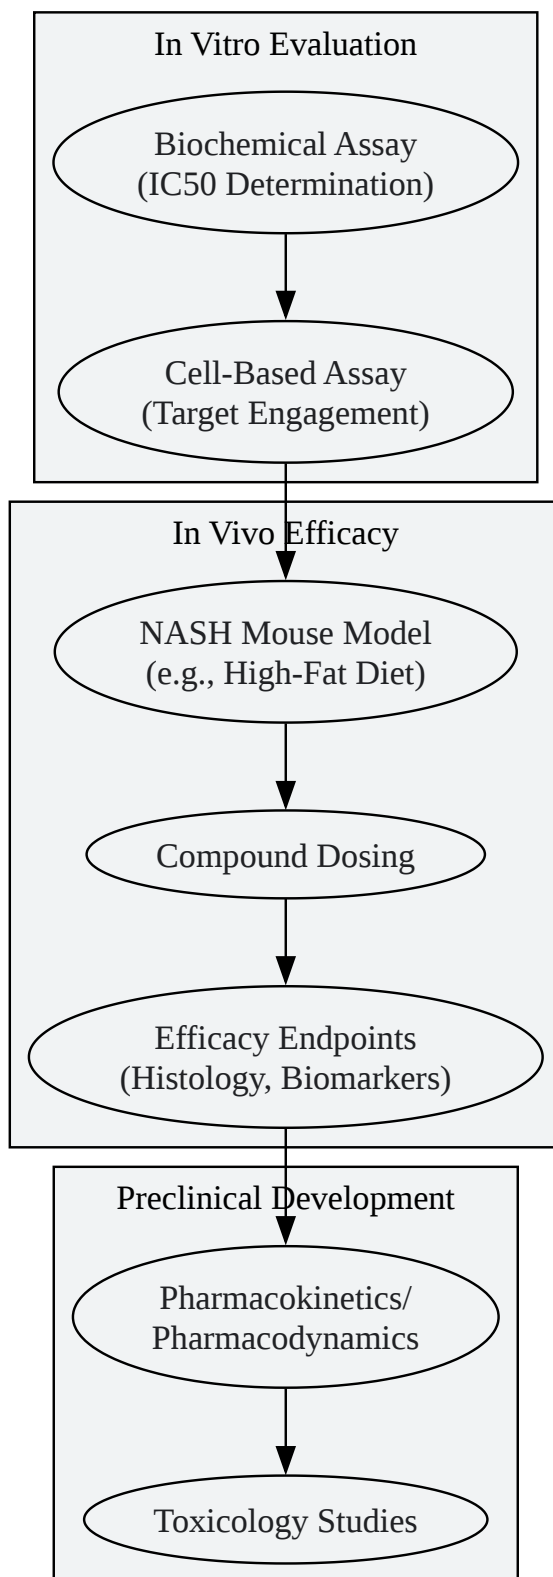 In Vitro Evaluation
Biochemical Assay
(IC50 Determination)
Cell-Based Assay
(Target Engagement)
In Vivo Efficacy
NASH Mouse Model
(e.g., High-Fat Diet)
Compound Dosing
Efficacy Endpoints
(Histology, Biomarkers)
Preclinical Development
Pharmacokinetics/
Pharmacodynamics
Toxicology Studies